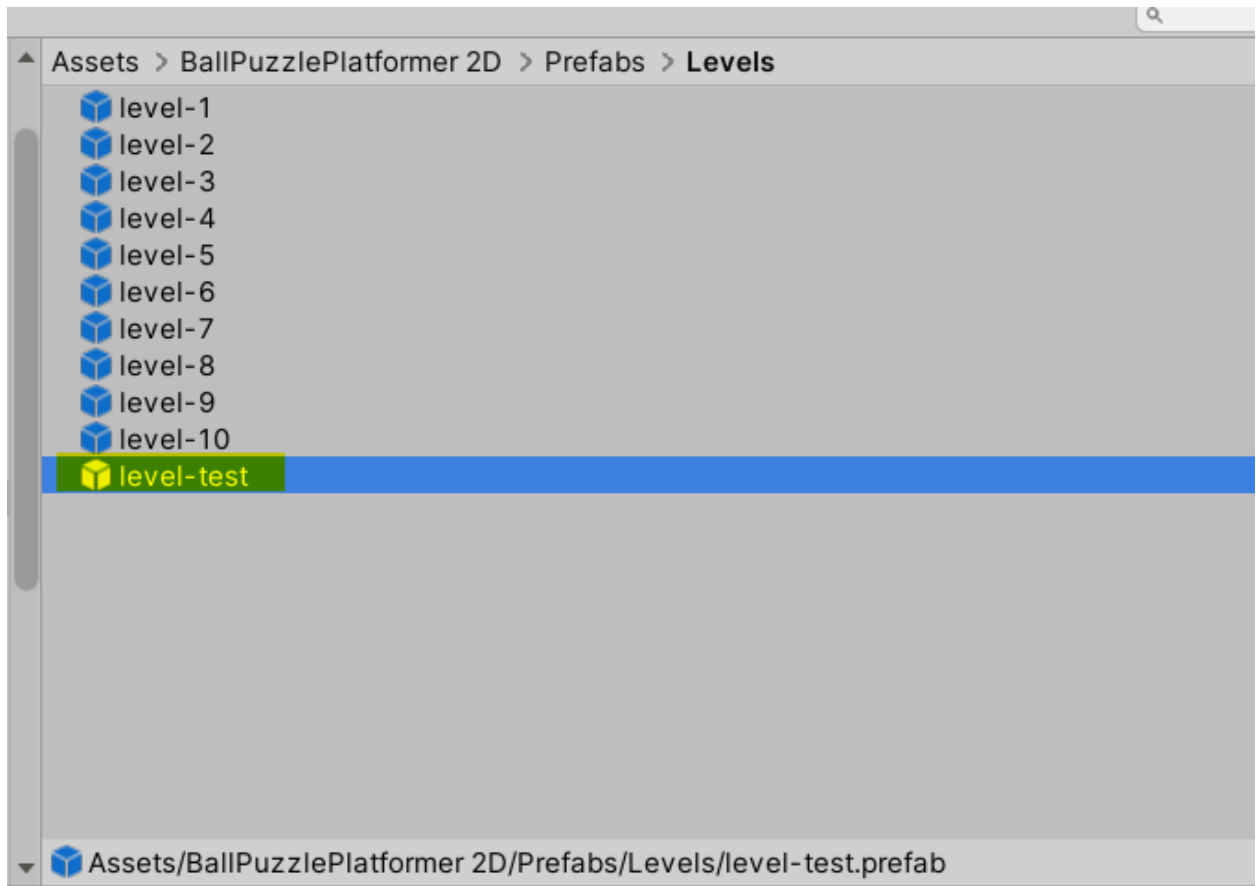 Assets > BallPuzzlePlatformer 2D > Prefabs > Levels
level-1
level-2
level-3
level-4
level-5
level-6
level-7
level-8
level-9
level-10
level-test
Assets/BallPuzzlePlatformer 2D/Prefabs/Levels/level-test.prefab